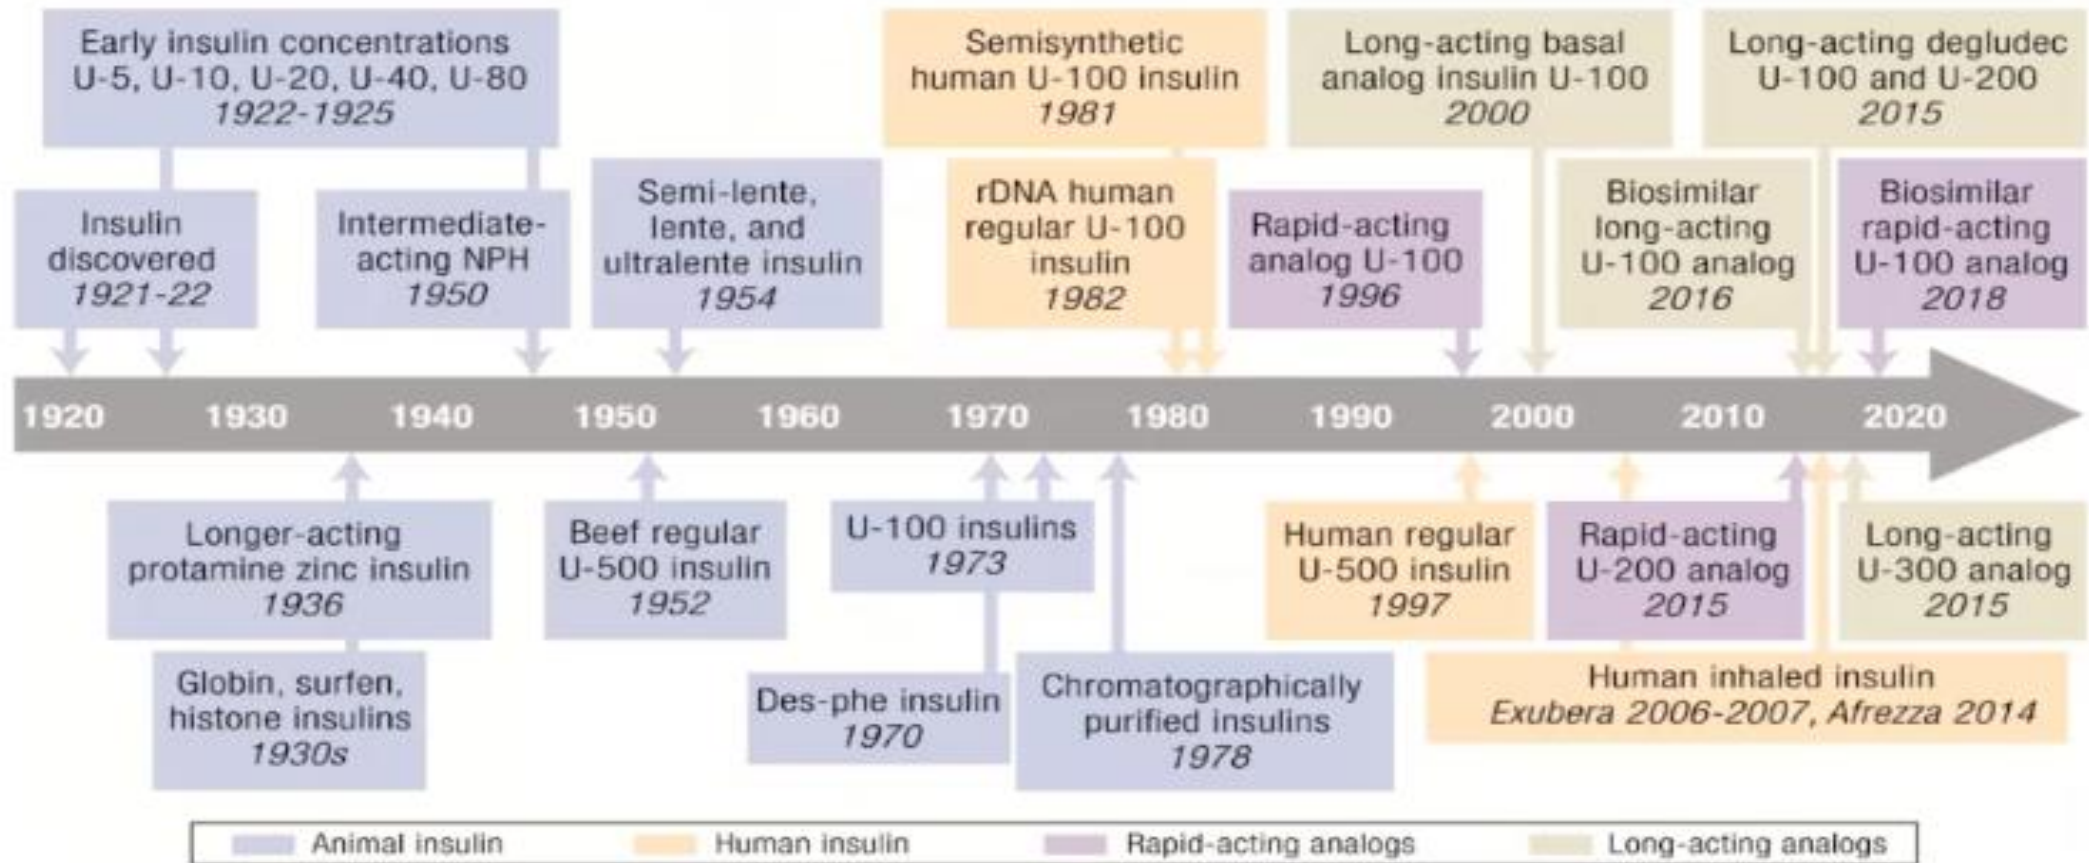 Early insulin concentrations
U-5, U-10, U-20, U-40, U-80
1922-1925
Semisynthetic
human U-100 insulin
1981
Long-acting basal
analog insulin U-100
2000
Long-acting degludec
U-100 and U-200
2015
Insulin
discovered
1921-22
Intermediate-
acting NPH
1950
Semi-lente,
lente, and
ultralente insulin
1954
rDNA human
regular U-100
insulin
1982
Rapid-acting
analog U-100
1996
Biosimilar
long-acting
U-100 analog
2016
Biosimilar
rapid-acting
U-100 analog
2018
1920 1930 1940 1950 1960 1970 1980 1990 2000 2010 2020
Longer-acting
protamine zinc insulin
1936
Beef regular
U-500 insulin
1952
U-100 insulins
1973
Human regular
U-500 insulin
1997
Rapid-acting
U-200 analog
2015
Long-acting
U-300 analog
2015
Globin, surfen,
histone insulins
1930s
Des-phe insulin
1970
Chromatographically
purified insulins
1978
Human inhaled insulin
Exubera 2006-2007, Afrezza 2014
Animal insulin Human insulin Rapid-acting analogs Long-acting analogs